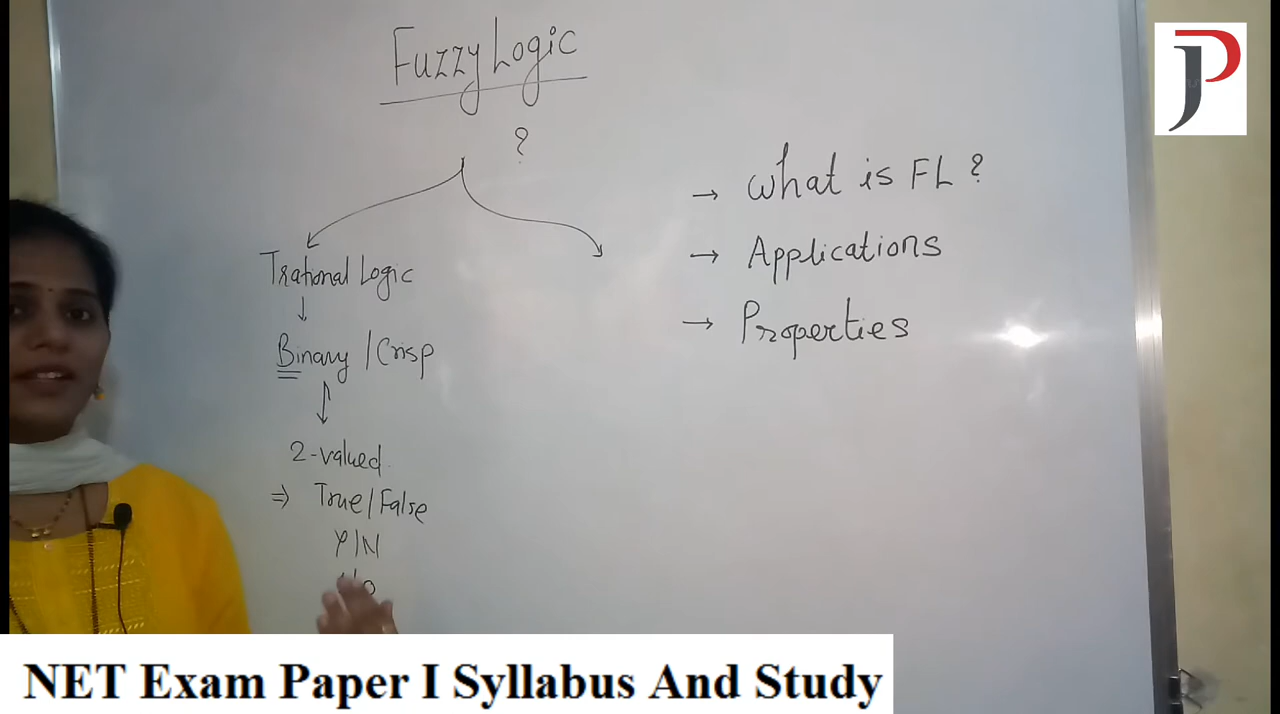 Fuzzy Logic
?
Trational Logic
Binary / Crisp
2-valued
⇒ True/False
Y/N
→ What is FL ?
→ Applications
→ Properties
JP
NET Exam Paper I Syllabus And Study